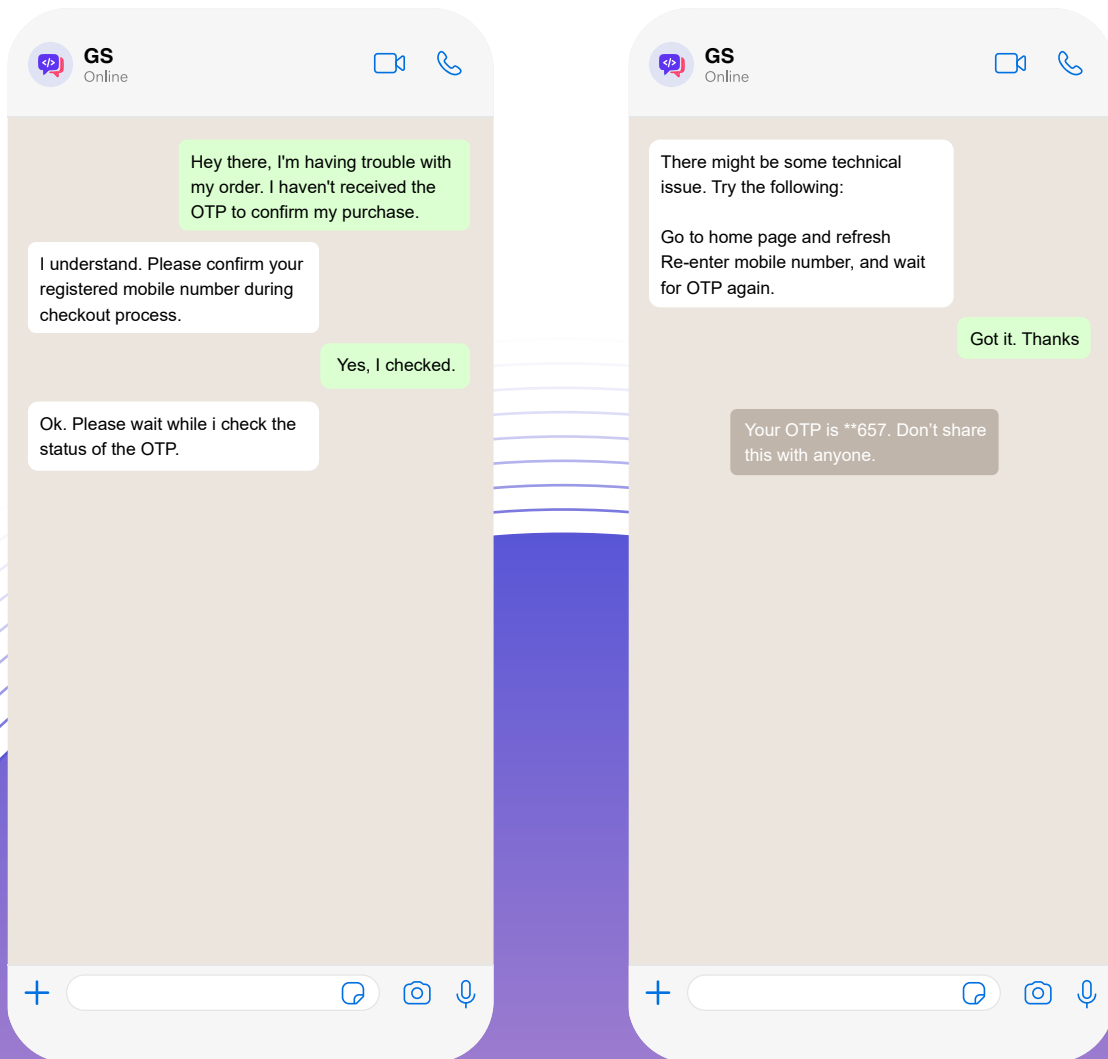 GS
Online
Hey there, I'm having trouble with
my order. I haven't received the
OTP to confirm my purchase.
I understand. Please confirm your
registered mobile number during
checkout process.
Yes, I checked.
Ok. Please wait while i check the
status of the OTP.
GS
Online
There might be some technical
issue. Try the following:
Go to home page and refresh
Re-enter mobile number, and wait
for OTP again.
Got it. Thanks
Your OTP is **657. Don’t share
this with anyone.